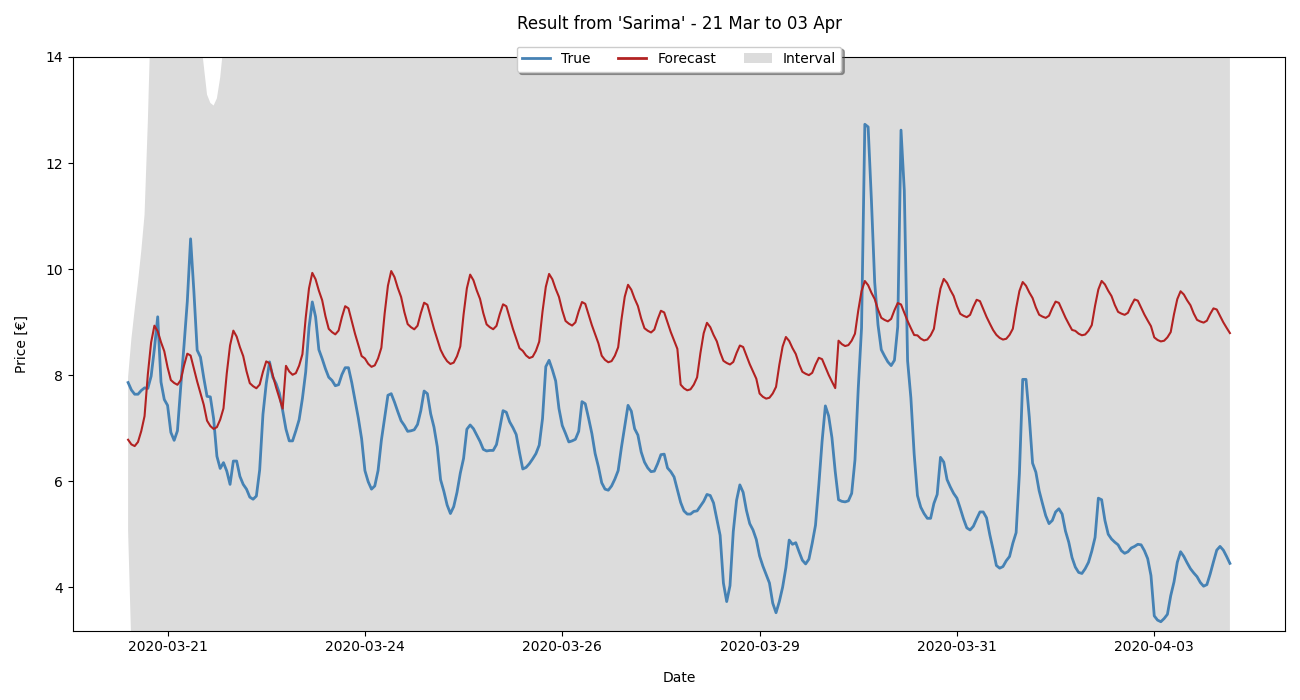 Result from 'Sarima' - 21 Mar to 03 Apr
True Forecast Interval
14
12
10
8
6
4
Price [€]
2020-03-21 2020-03-24 2020-03-26 2020-03-29 2020-03-31 2020-04-03
Date